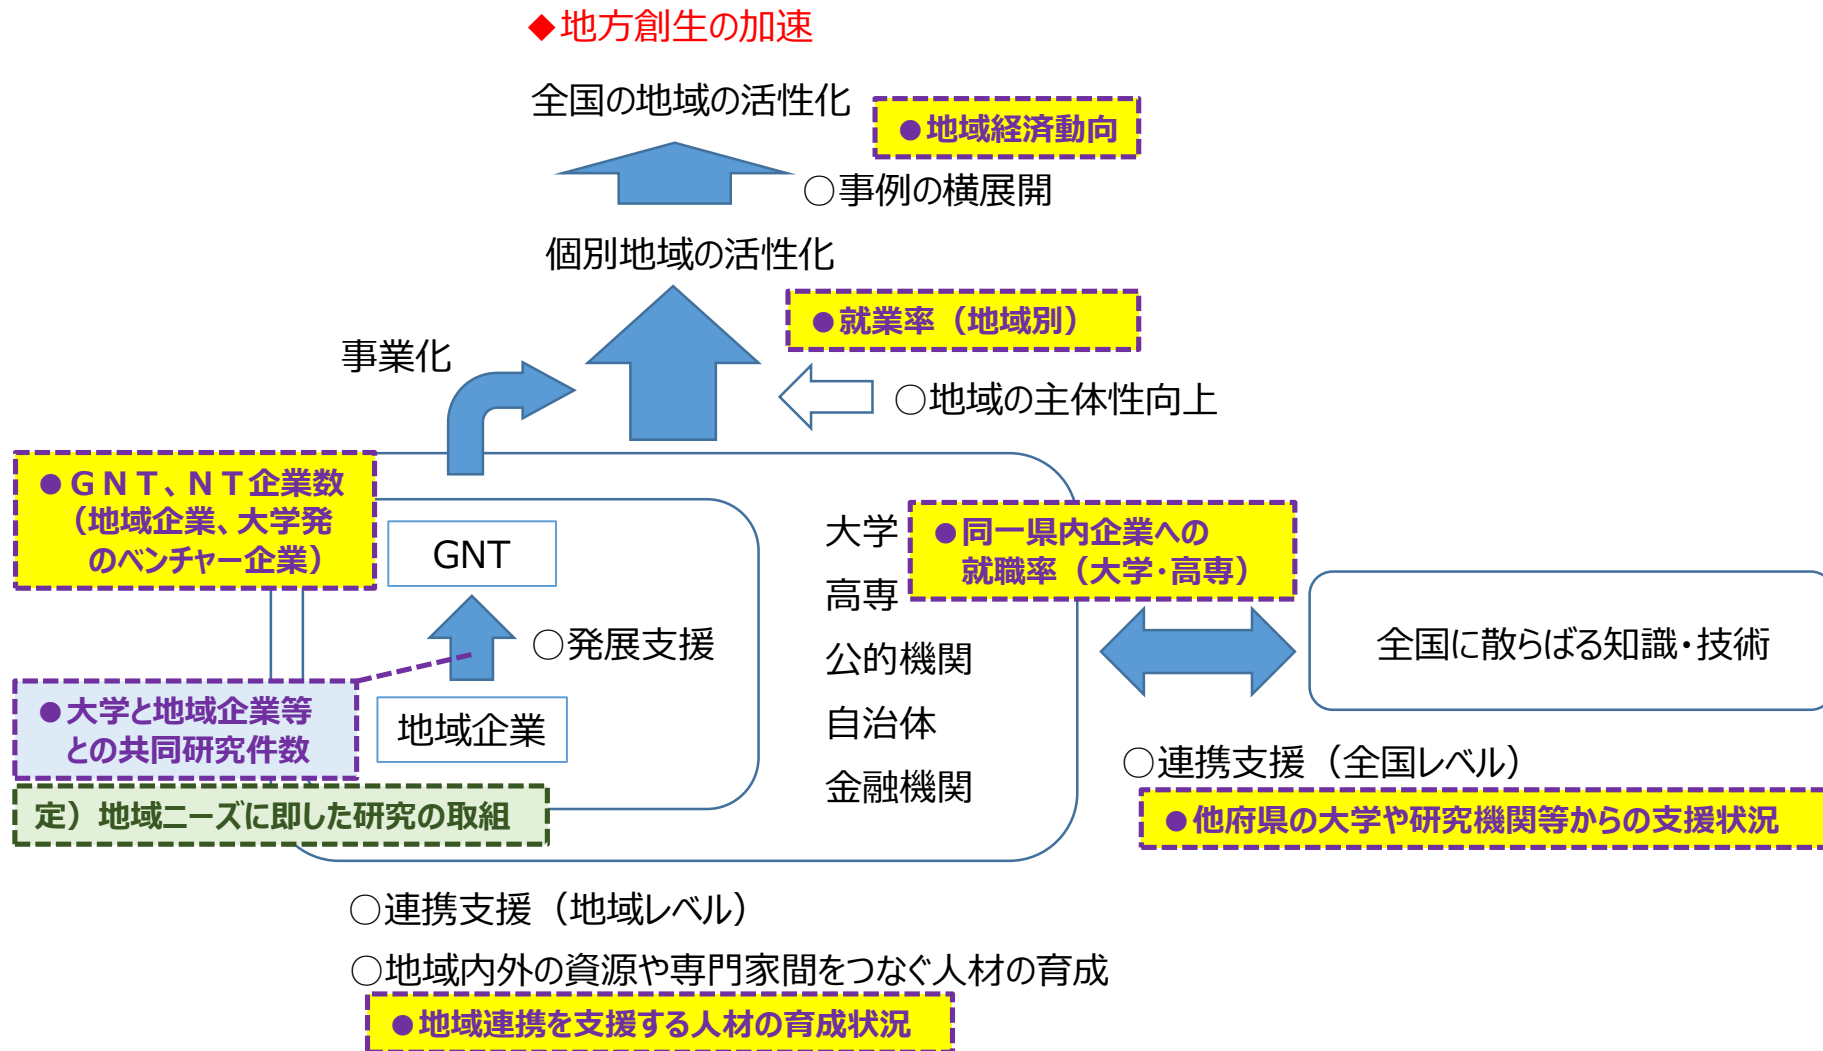 ◆地方創生の加速
全国の地域の活性化
●地域経済動向
○事例の横展開
個別地域の活性化
●就業率（地域別）
事業化
○地域の主体性向上
●ＧＮＴ、ＮＴ企業数
（地域企業、大学発
のベンチャー企業）
GNT
○発展支援
地域企業
●大学と地域企業等
との共同研究件数
定）地域ニーズに即した研究の取組
大学
高専
公的機関
自治体
金融機関
●同一県内企業への
就職率（大学・高専）
全国に散らばる知識・技術
○連携支援（全国レベル）
●他府県の大学や研究機関等からの支援状況
○連携支援（地域レベル）
○地域内外の資源や専門家間をつなぐ人材の育成
●地域連携を支援する人材の育成状況